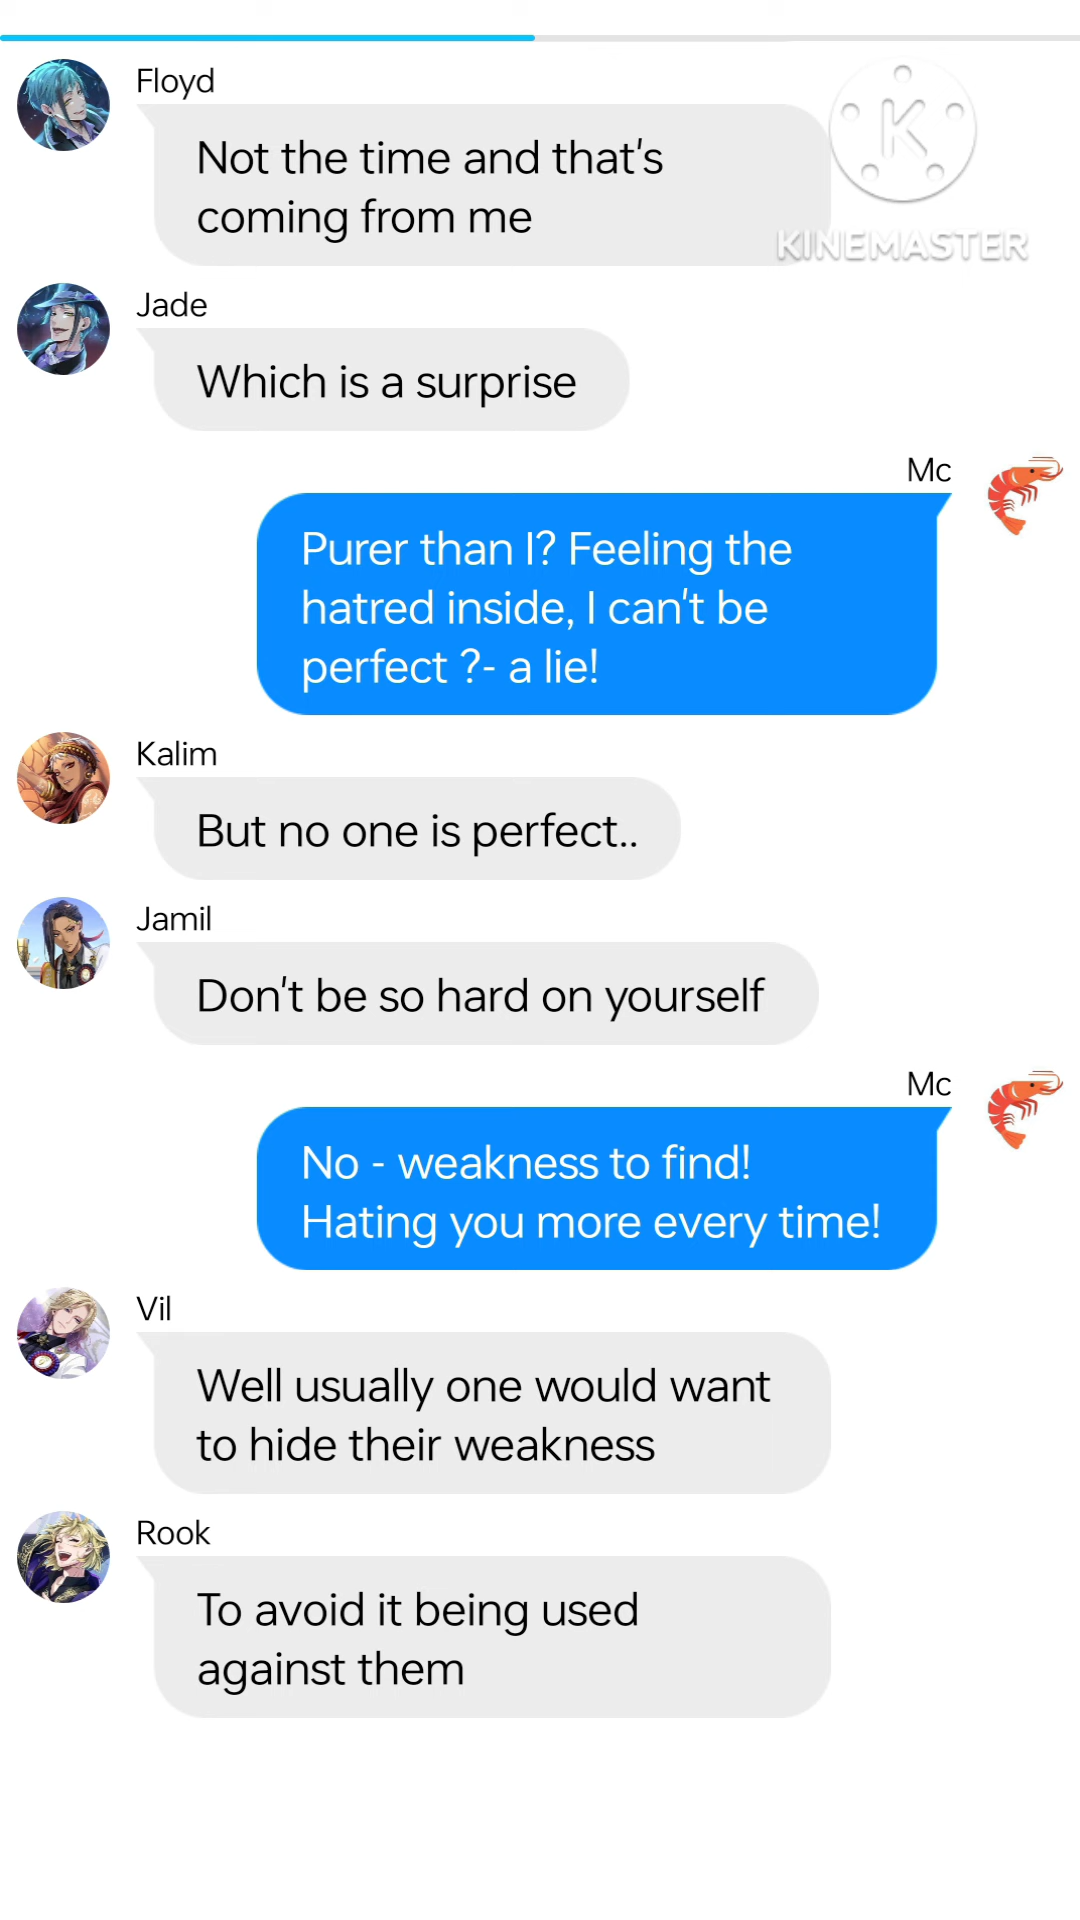 Floyd
Not the time and that's
coming from me
K
KINEMASTER
Jade
Which is a surprise
Mc
Purer than I? Feeling the
hatred inside, I can't be
perfect ?- a lie!
Kalim
But no one is perfect..
Jamil
Don't be so hard on yourself
Mc
No - weakness to find!
Hating you more every time!
Vil
Well usually one would want
to hide their weakness
Rook
To avoid it being used
against them